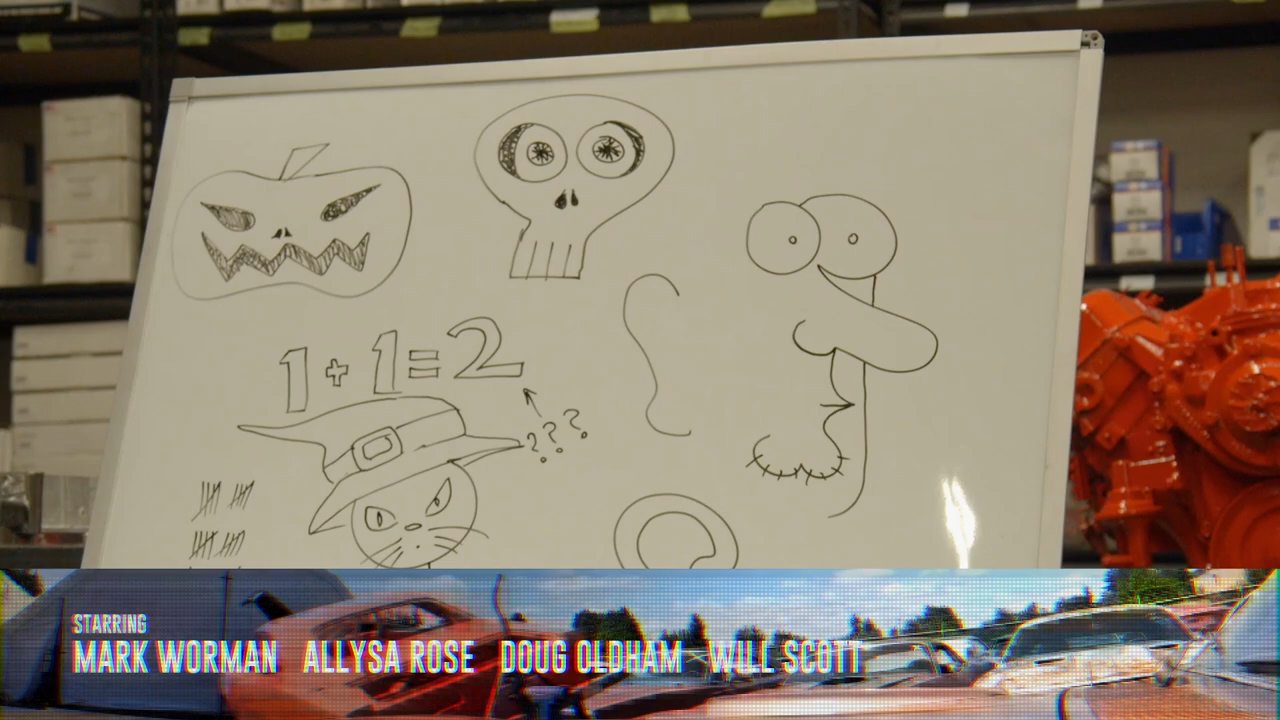 1 + 1 = 2
? ? ?
STARRING
MARK WORMAN ALLYSA ROSE DOUG OLDHAM WILL SCOTT